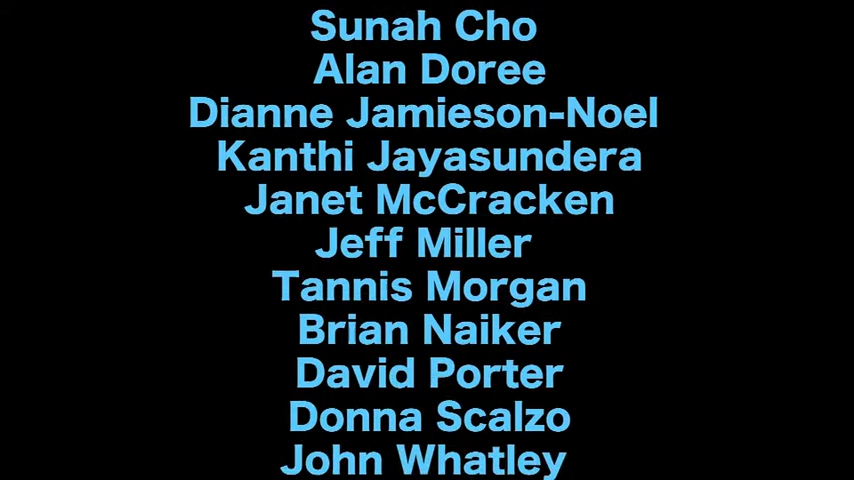 Sunah Cho
Alan Doree
Dianne Jamieson-Noel
Kanthi Jayasundera
Janet McCracken
Jeff Miller
Tannis Morgan
Brian Naiker
David Porter
Donna Scalzo
John Whatley